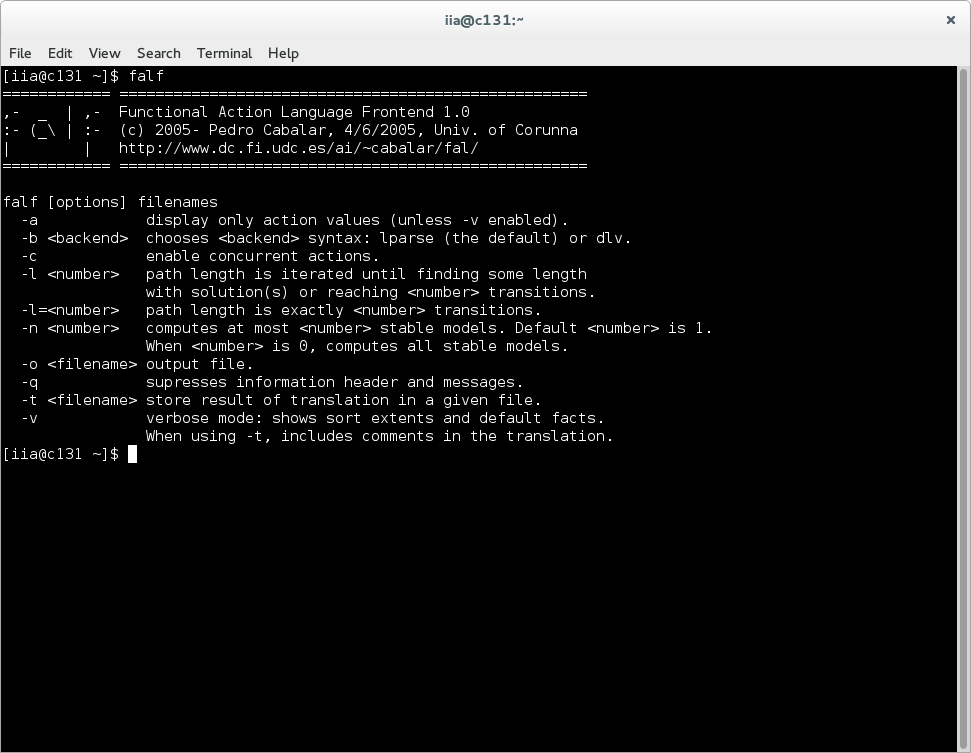 iia@c131:~
File Edit View Search Terminal Help
[iia@c131 ~]$ falf
============ ====================================================
,-  _  | ,-  Functional Action Language Frontend 1.0
:- (_\ | :-  (c) 2005- Pedro Cabalar, 4/6/2005, Univ. of Corunna
|        |   http://www.dc.fi.udc.es/ai/~cabalar/fal/
============ ====================================================
falf [options] filenames
  -a            display only action values (unless -v enabled).
  -b <backend>  chooses <backend> syntax: lparse (the default) or dlv.
  -c            enable concurrent actions.
  -l <number>   path length is iterated until finding some length
                with solution(s) or reaching <number> transitions.
  -l=<number>   path length is exactly <number> transitions.
  -n <number>   computes at most <number> stable models. Default <number> is 1.
                When <number> is 0, computes all stable models.
  -o <filename> output file.
  -q            supresses information header and messages.
  -t <filename> store result of translation in a given file.
  -v            verbose mode: shows sort extents and default facts.
                When using -t, includes comments in the translation.
[iia@c131 ~]$